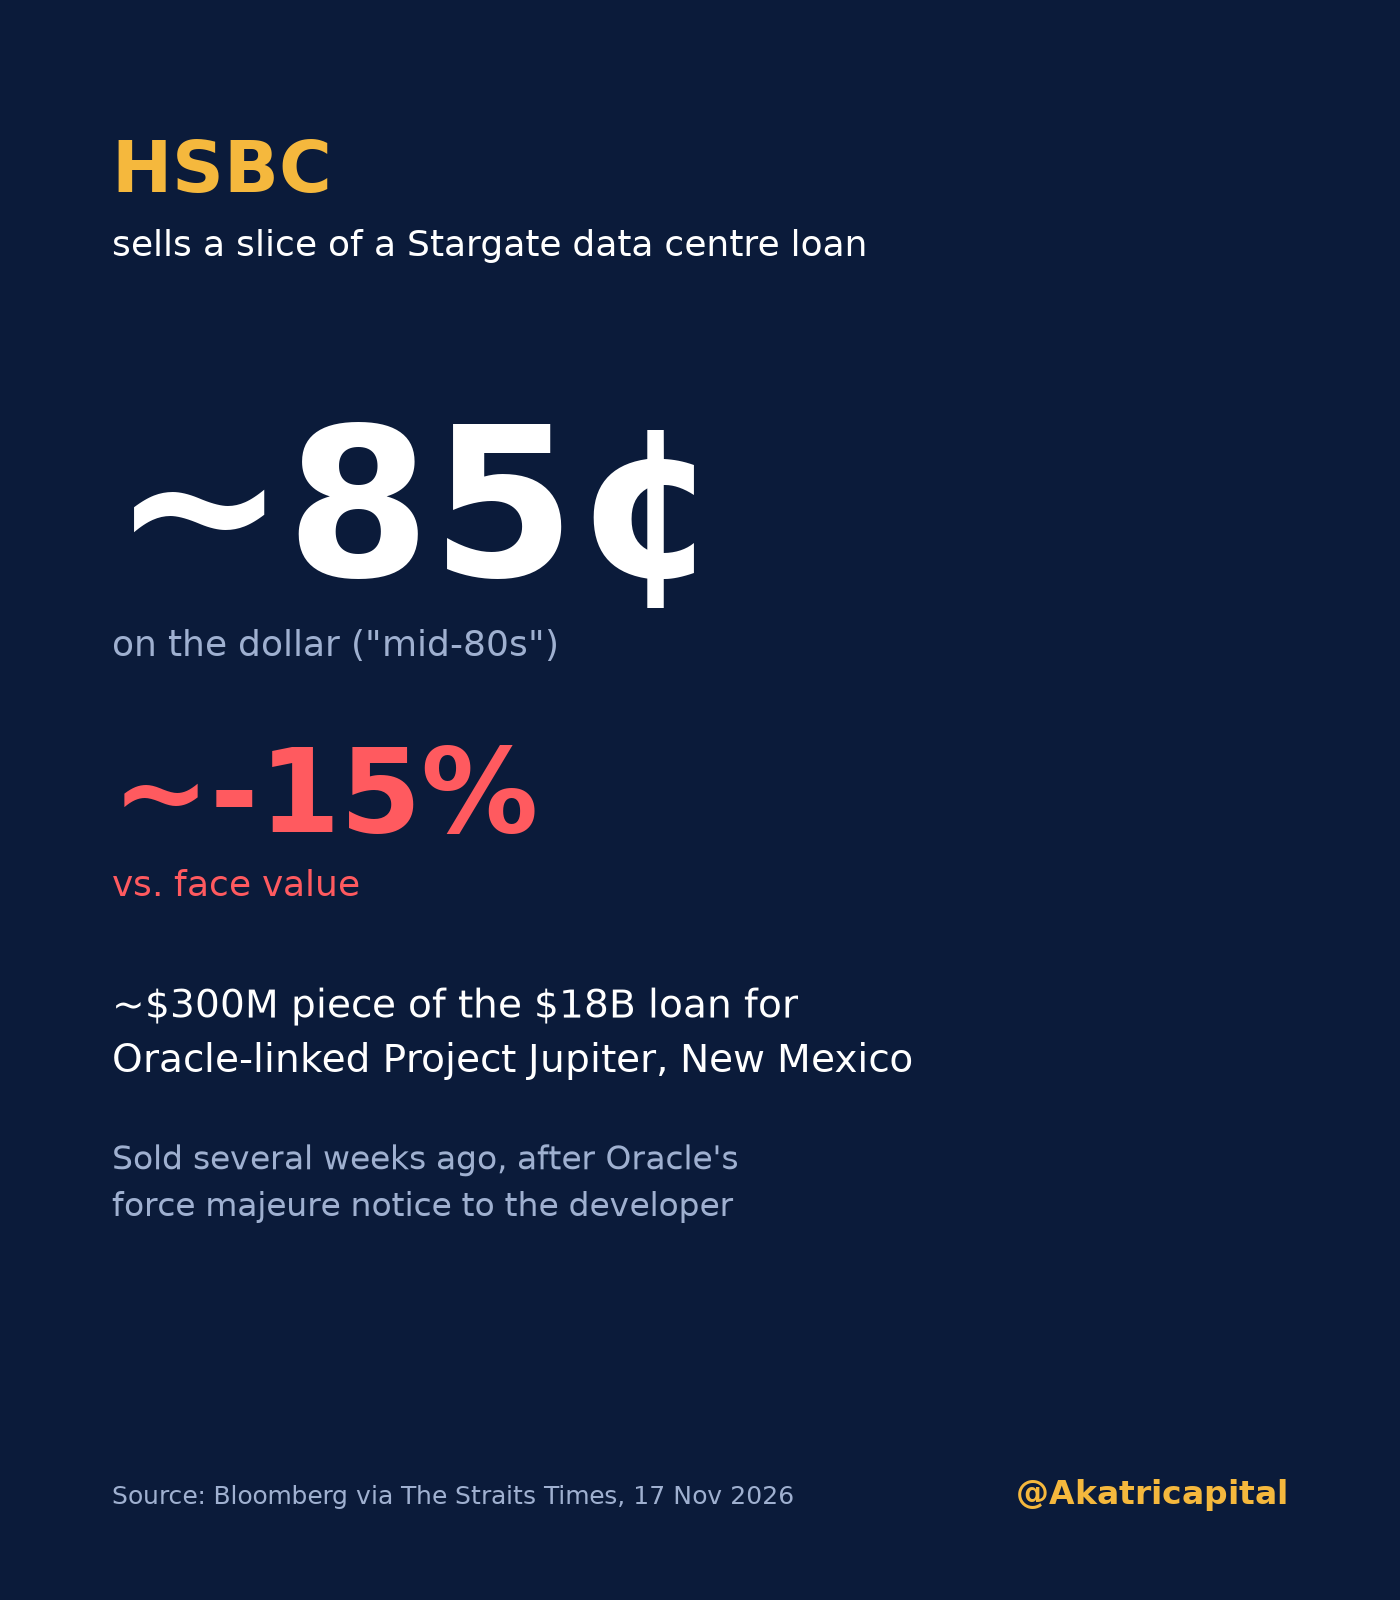 HSBC
sells a slice of a Stargate data centre loan
~85¢
on the dollar ("mid-80s")
~-15%
vs. face value
~$300M piece of the $18B loan for
Oracle-linked Project Jupiter, New Mexico
Sold several weeks ago, after Oracle's
force majeure notice to the developer
Source: Bloomberg via The Straits Times, 17 Nov 2026
@Akatricapital